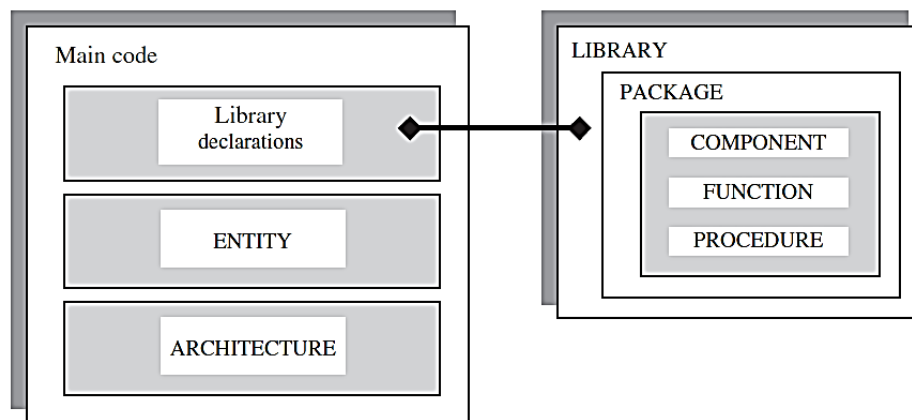 Main code
Library
declarations
ENTITY
ARCHITECTURE
LIBRARY
PACKAGE
COMPONENT
FUNCTION
PROCEDURE